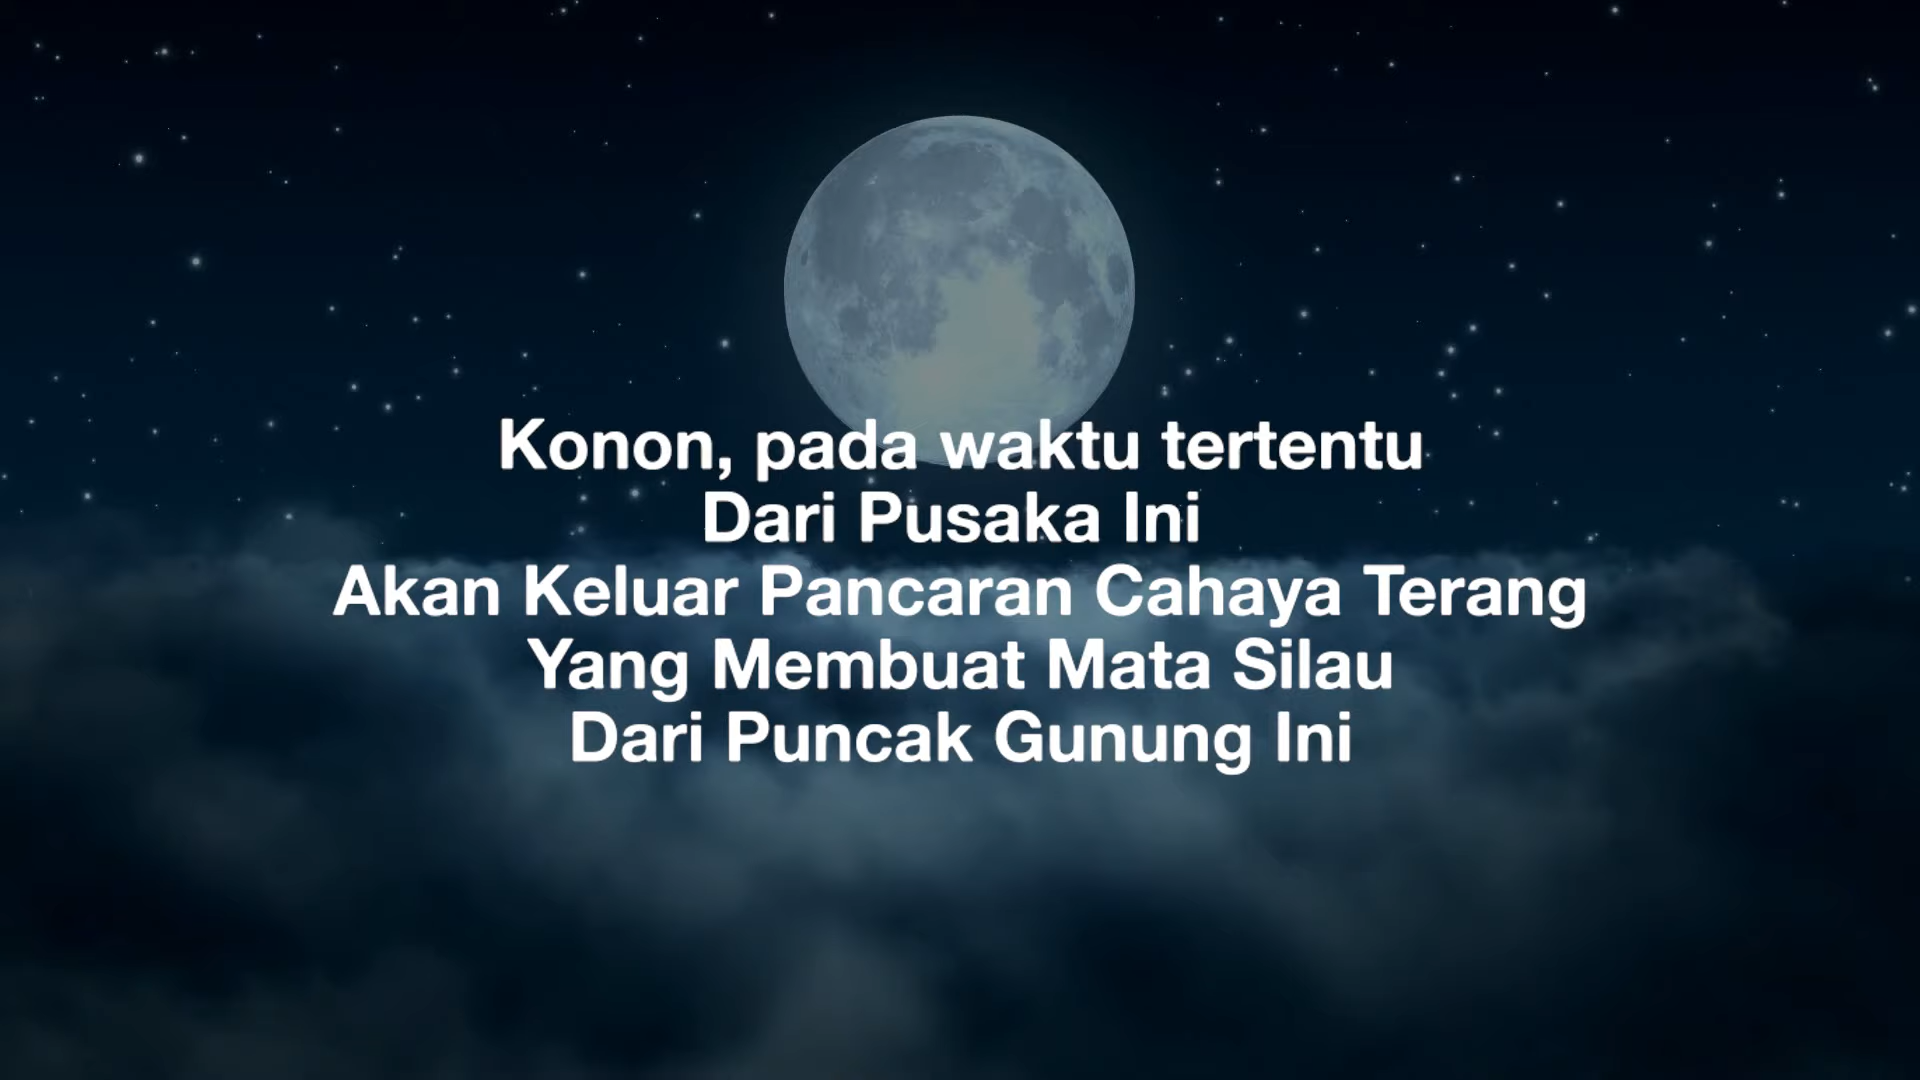 Konon, pada waktu tertentu
Dari Pusaka Ini
Akan Keluar Pancaran Cahaya Terang
Yang Membuat Mata Silau
Dari Puncak Gunung Ini